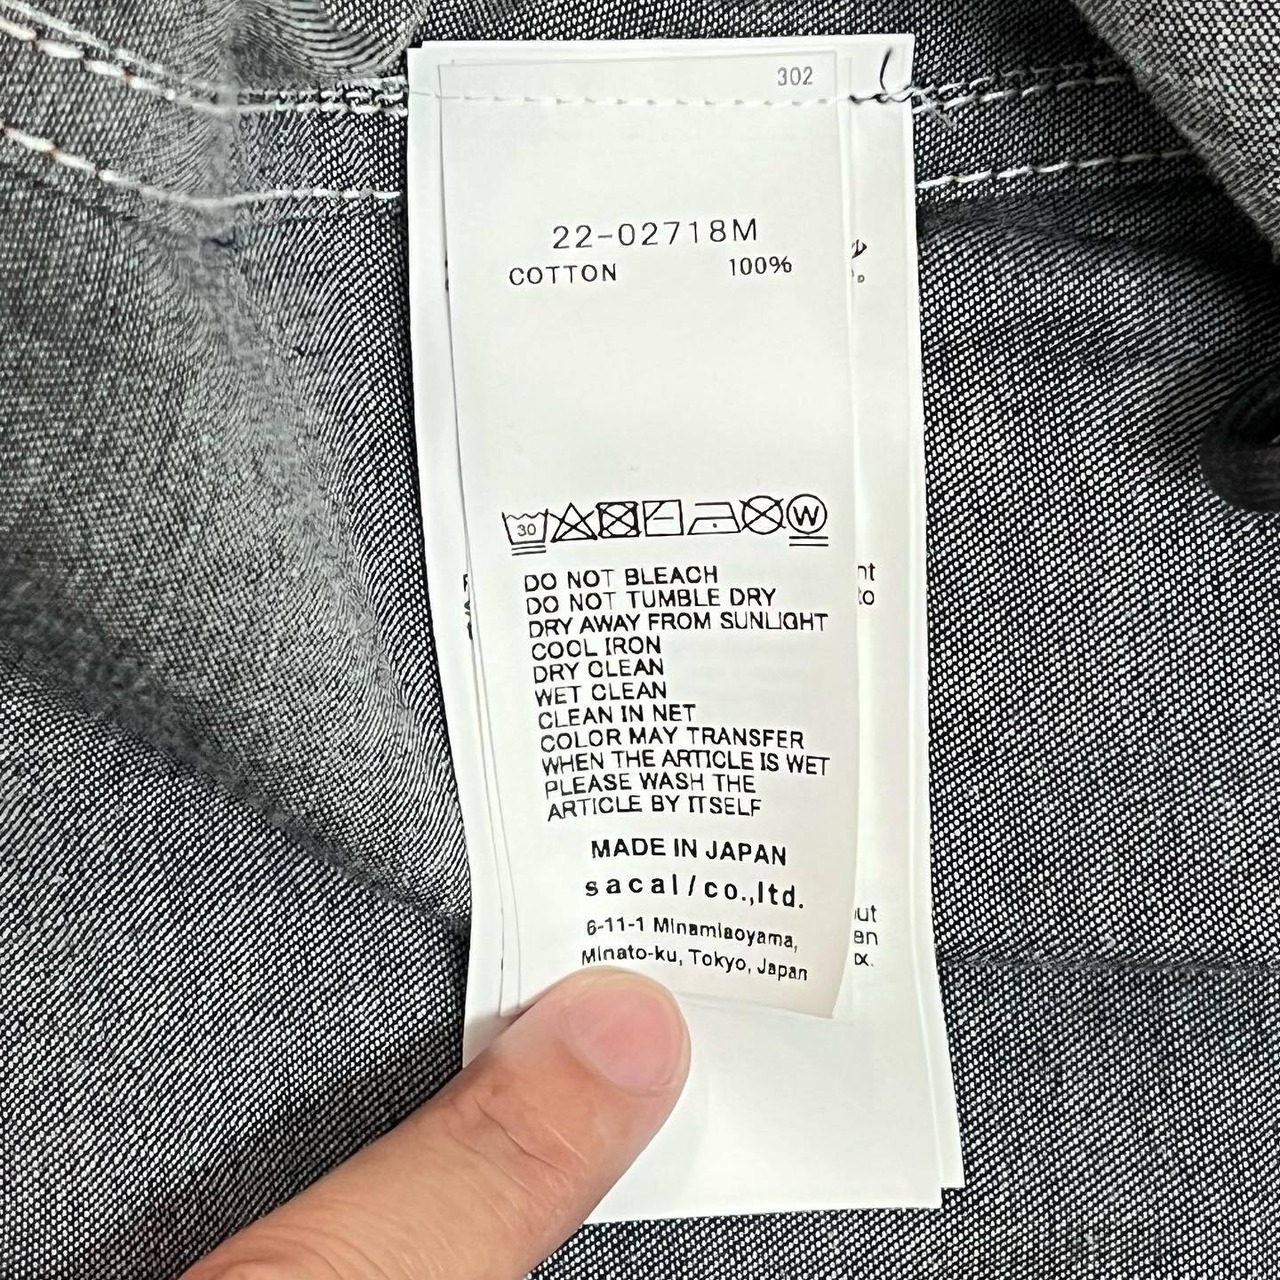 302
22-02718M
COTTON 100%
30
W
DO NOT BLEACH
DO NOT TUMBLE DRY
DRY AWAY FROM SUNLIGHT
COOL IRON
DRY CLEAN
WET CLEAN
CLEAN IN NET
COLOR MAY TRANSFER
WHEN THE ARTICLE IS WET
PLEASE WASH THE
ARTICLE BY ITSELF
MADE IN JAPAN
sacai/co.,ltd.
6-11-1 Minamiaoyama,
Minato-ku, Tokyo, Japan